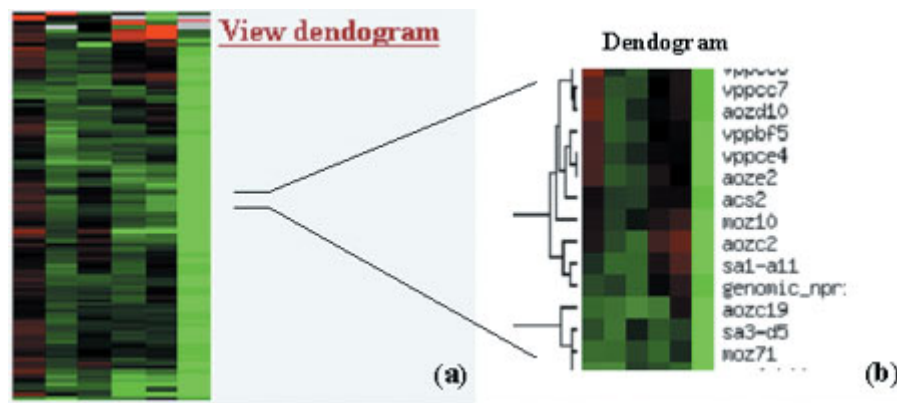 View dendogram
Dendogram
vppcc7
aozd10
vppbf5
vppce4
aoze2
acs2
moz10
aozc2
sa1-a11
genomic_npr
aozc19
sa3-d5
moz71
(a)
(b)